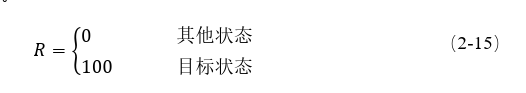 。
R = {0 其他状态
100 目标状态 (2-15)